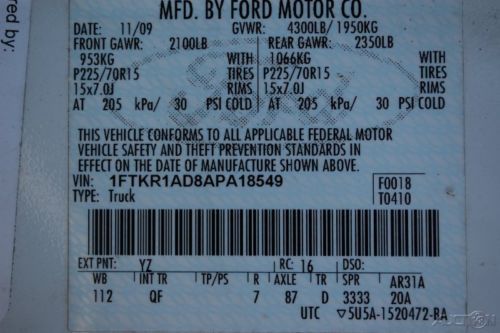 MFD. BY FORD MOTOR CO.
DATE: 11/09 GVWR: 4300LB/ 1950KG
FRONT GAWR: 2100LB REAR GAWR: 2350LB
953KG WITH 1066KG WITH
P225/70R15 TIRES P225/70R15 TIRES
15x7.0J RIMS 15x7.0J RIMS
AT 205 kPa/ 30 PSI COLD AT 205 kPa/ 30 PSI COLD
THIS VEHICLE CONFORMS TO ALL APPLICABLE FEDERAL MOTOR
VEHICLE SAFETY AND THEFT PREVENTION STANDARDS IN
EFFECT ON THE DATE OF MANUFACTURE SHOWN ABOVE.
VIN: 1FTKR1AD8APA18549 F0018
TYPE: Truck T0410
EXT PNT: YZ RC: 16 DSO:
WB INT TR TP/PS R AXLE TR SPR AR31A
112 QF 7 87 D 3333 20A
UTC ▽5U5A-1520472-BA
ered by: